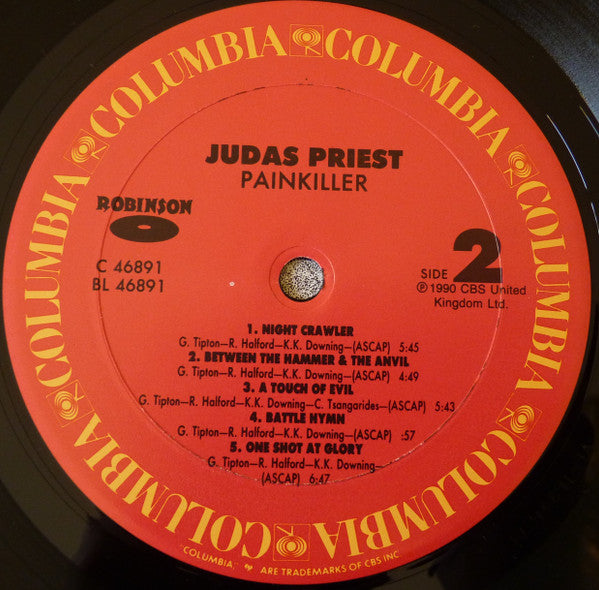 COLUMBIA COLUMBIA COLUMBIA COLUMBIA COLUMBIA COLUMBIA COLUMBIA COLUMBIA
JUDAS PRIEST
PAINKILLER
ROBINSON
C 46891
BL 46891
SIDE 2
℗ 1990 CBS United
Kingdom Ltd.
1. NIGHT CRAWLER
G. Tipton—R. Halford—K.K. Downing—(ASCAP) 5:45
2. BETWEEN THE HAMMER & THE ANVIL
G. Tipton—R. Halford—K.K. Downing—(ASCAP) 4:49
3. A TOUCH OF EVIL
G. Tipton—R. Halford—K.K. Downing—C. Tsangarides—(ASCAP) 5:43
4. BATTLE HYMN
G. Tipton—R. Halford—K.K. Downing—(ASCAP) :57
5. ONE SHOT AT GLORY
G. Tipton—R. Halford—K.K. Downing—
(ASCAP) 6:47
"COLUMBIA," ARE TRADEMARKS OF CBS INC.